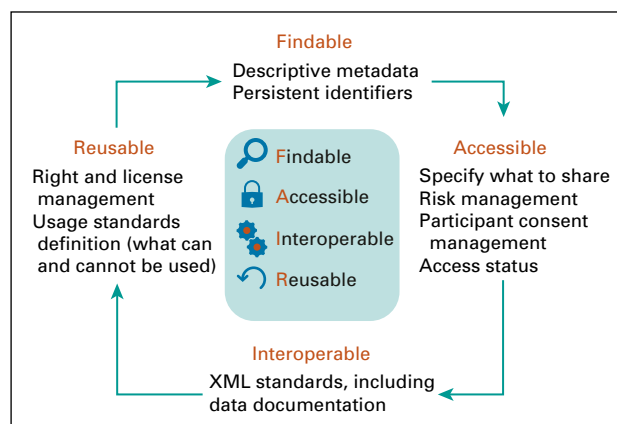 Findable
Descriptive metadata
Persistent identifiers
Accessible
Specify what to share
Risk management
Participant consent
management
Access status
Interoperable
XML standards, including
data documentation
Reusable
Right and license
management
Usage standards
definition (what can
and cannot be used)
Findable
Accessible
Interoperable
Reusable